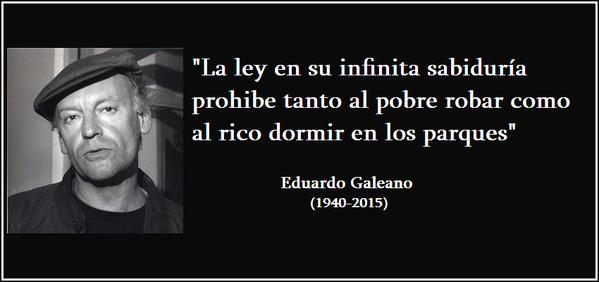 "La ley en su infinita sabiduría
prohibe tanto al pobre robar como
al rico dormir en los parques"
Eduardo Galeano
(1940-2015)